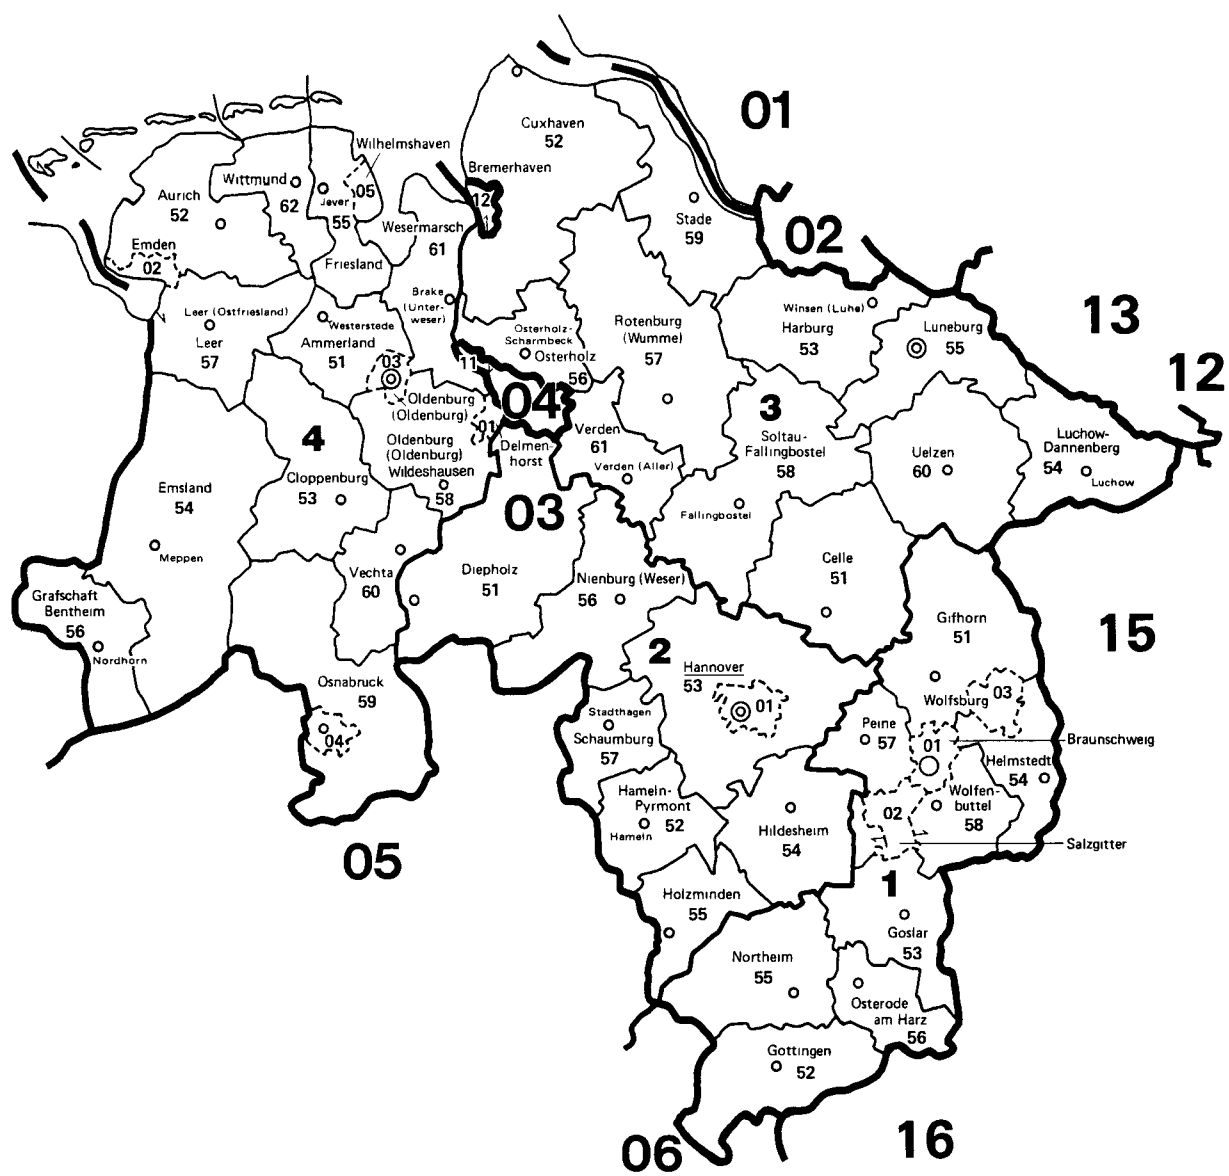 01
Cuxhaven
52
Wilhelmshaven
Bremerhaven
Wittmund
62
05
12
Aurich
52
Jever
55
Stade
59
Wesermarsch
61
02
Emden
02
Friesland
Brake
(Unter-
weser)
Leer (Ostfriesland)
Leer
57
Westerstede
Ammerland
51
Osterholz-
Scharmbeck
Osterholz
56
Rotenburg
(Wumme)
57
Winsen (Luhe)
Harburg
53
Luneburg
55
13
12
03
11
04
Oldenburg
(Oldenburg)
01
Delmen-
horst
Verden
61
Verden (Aller)
3
Soltau-
Fallingbostel
58
Fallingbostel
4
Cloppenburg
53
Oldenburg
(Oldenburg)
Wildeshausen
58
Uelzen
60
Luchow-
Dannenberg
54
Luchow
Emsland
54
Meppen
03
Vechta
60
Diepholz
51
Nienburg (Weser)
56
Celle
51
Grafschaft
Bentheim
56
Nordhorn
Gifhorn
51
15
2
Hannover
53
01
Osnabruck
59
04
Stadthagen
Schaumburg
57
Peine
57
Wolfsburg
03
01
Braunschweig
Helmstedt
54
Hameln-
Pyrmont
52
Hameln
Hildesheim
54
02
Wolfen-
buttel
58
Salzgitter
05
1
Holzminden
55
Goslar
53
Northeim
55
Osterode
am Harz
56
Gottingen
52
06
16